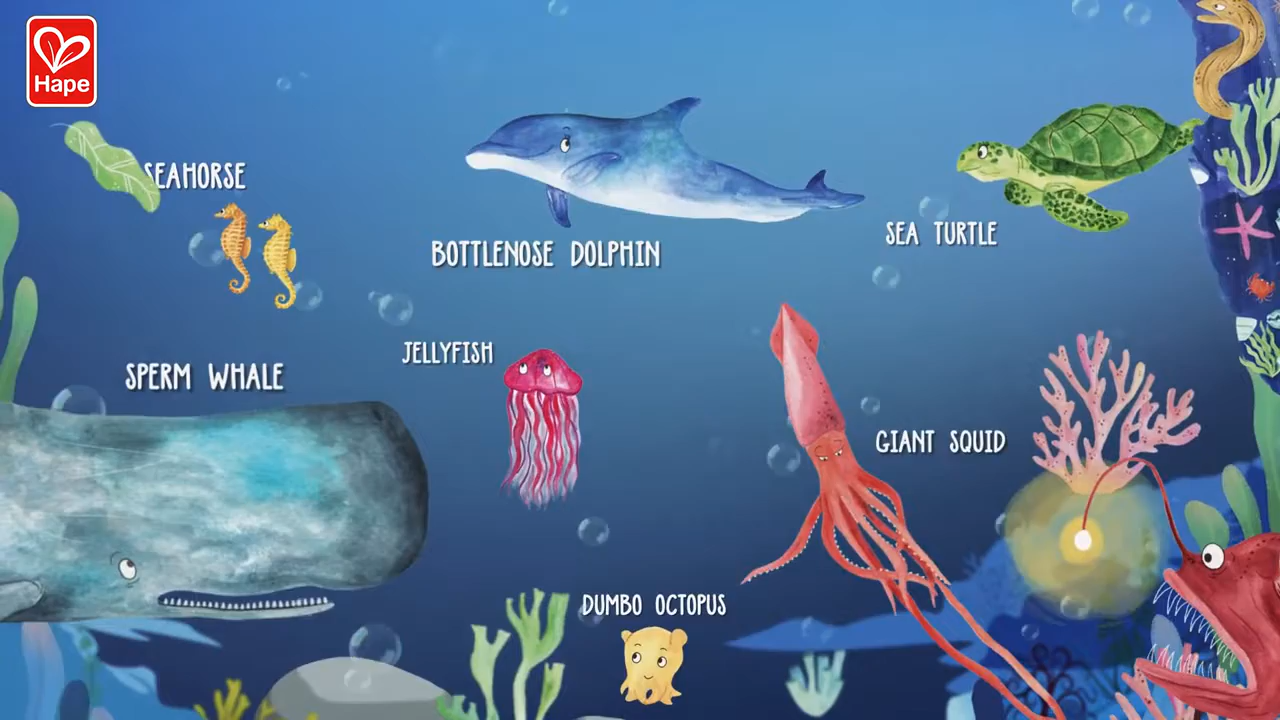 Hape
SEAHORSE
BOTTLENOSE DOLPHIN
SEA TURTLE
JELLYFISH
SPERM WHALE
GIANT SQUID
DUMBO OCTOPUS